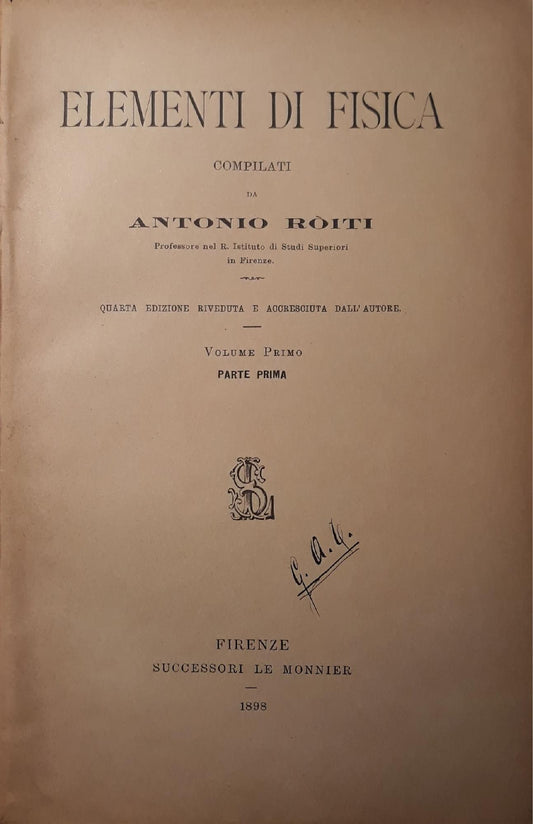 ELEMENTI DI FISICA
COMPILATI
DA
ANTONIO RÒITI
Professore nel R. Istituto di Studi Superiori
in Firenze.
QUARTA EDIZIONE RIVEDUTA E ACCRESCIUTA DALL'AUTORE.
VOLUME PRIMO
PARTE PRIMA
G. A. G.
FIRENZE
SUCCESSORI LE MONNIER
1898